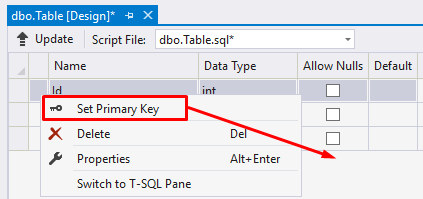 dbo.Table [Design]*
Update Script File: dbo.Table.sql*
Name Data Type Allow Nulls Default
Id int
Set Primary Key
Delete Del
Properties Alt+Enter
Switch to T-SQL Pane